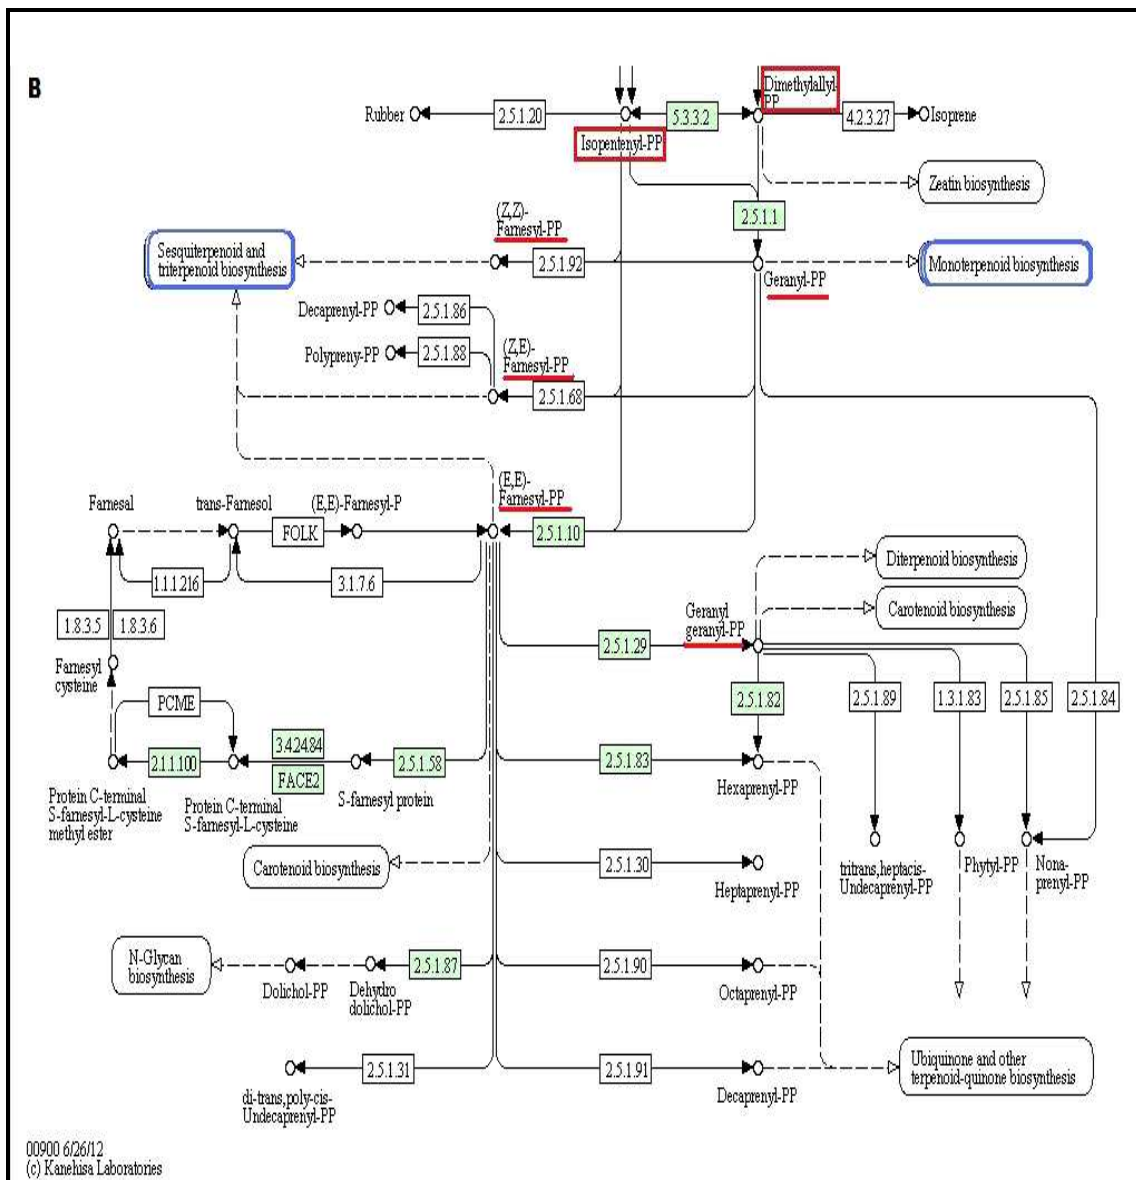 B
Rubber
2.5.1.20
5.3.3.2
Dimethylallyl-
PP
4.2.3.27
Isoprene
Isopentenyl-PP
Zeatin biosynthesis
2.5.1.1
(Z,Z)-
Farnesyl-PP
Sesquiterpenoid and
triterpenoid biosynthesis
2.5.1.92
Monoterpenoid biosynthesis
Geranyl-PP
Decaprenyl-PP
2.5.1.86
Polypreny-PP
2.5.1.88
(Z,E)-
Farnesyl-PP
2.5.1.68
(E,E)-
Farnesyl-PP
Farnesal
trans-Farnesol
(E,E)-Farnesyl-P
FOLK
2.5.1.10
Diterpenoid biosynthesis
1.1.1.216
3.1.7.6
Carotenoid biosynthesis
1.8.3.5
1.8.3.6
Geranyl
geranyl-PP
2.5.1.29
Farnesyl
cysteine
PCME
2.5.1.82
2.5.1.89
1.3.1.83
2.5.1.85
2.5.1.84
3.4.24.84
2.1.1.100
FACE2
2.5.1.58
2.5.1.83
Hexaprenyl-PP
Protein C-terminal
S-farnesyl-L-cysteine
methyl ester
Protein C-terminal
S-farnesyl-L-cysteine
S-farnesyl protein
Carotenoid biosynthesis
2.5.1.30
Heptaprenyl-PP
tritrans,heptacis-
Undecaprenyl-PP
Phytyl-PP
Nona-
prenyl-PP
N-Glycan
biosynthesis
2.5.1.87
2.5.1.90
Dolichol-PP
Dehydro
dolichol-PP
Octaprenyl-PP
2.5.1.31
2.5.1.91
Ubiquinone and other
terpenoid-quinone biosynthesis
di-trans,poly-cis-
Undecaprenyl-PP
Decaprenyl-PP
00900 6/26/12
(c) Kanehisa Laboratories